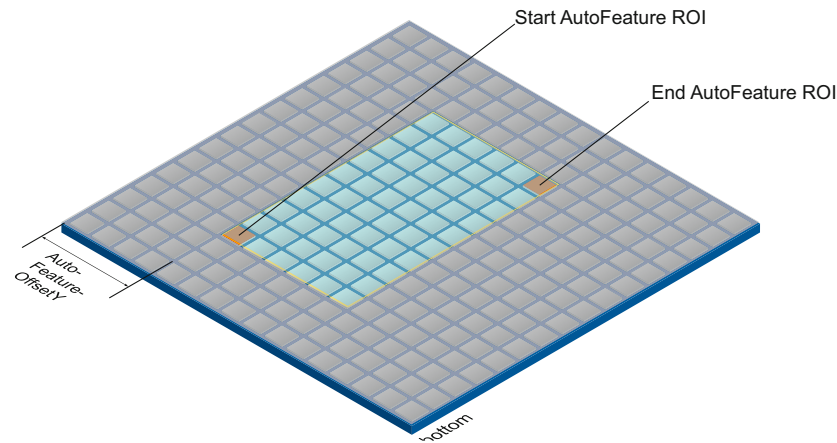 Start AutoFeature ROI
End AutoFeature ROI
Auto-
Feature-
OffsetY
bottom